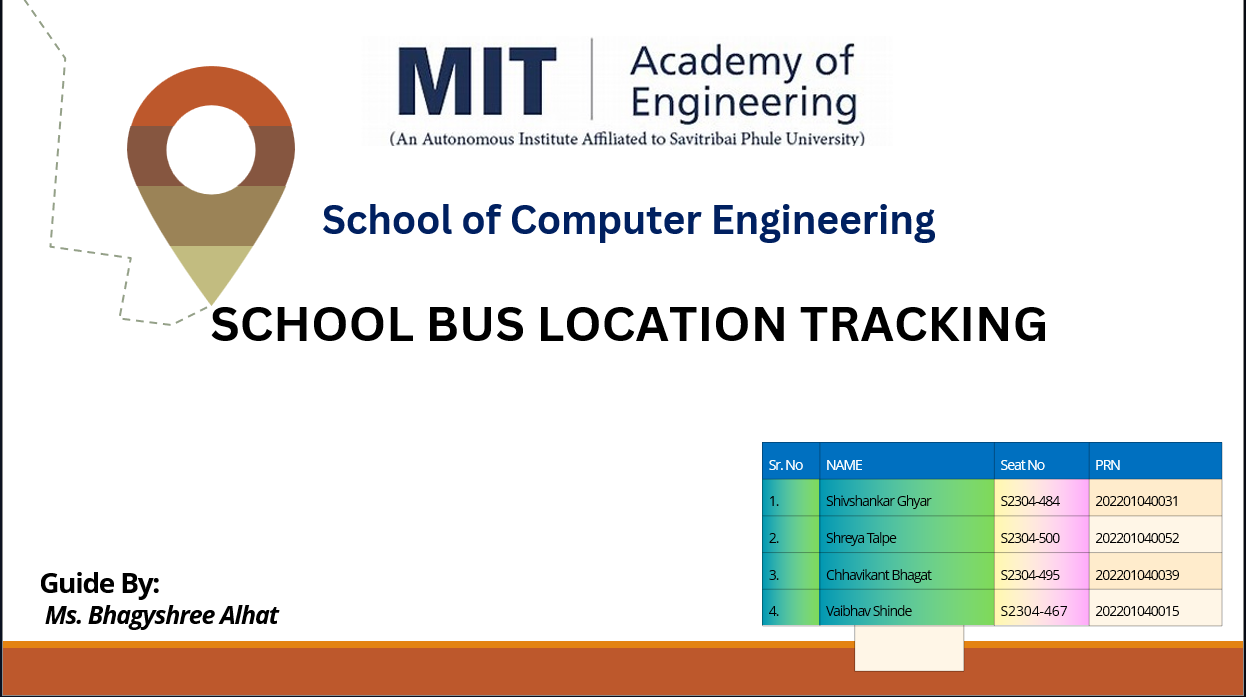 MIT
Academy of
Engineering
(An Autonomous Institute Affiliated to Savitribai Phule University)
School of Computer Engineering
SCHOOL BUS LOCATION TRACKING
Sr. No NAME Seat No PRN
1. Shivshankar Ghyar S2304-484 202201040031
2. Shreya Talpe S2304-500 202201040052
3. Chhavikant Bhagat S2304-495 202201040039
4. Vaibhav Shinde S2304-467 202201040015
Guide By:
Ms. Bhagyshree Alhat